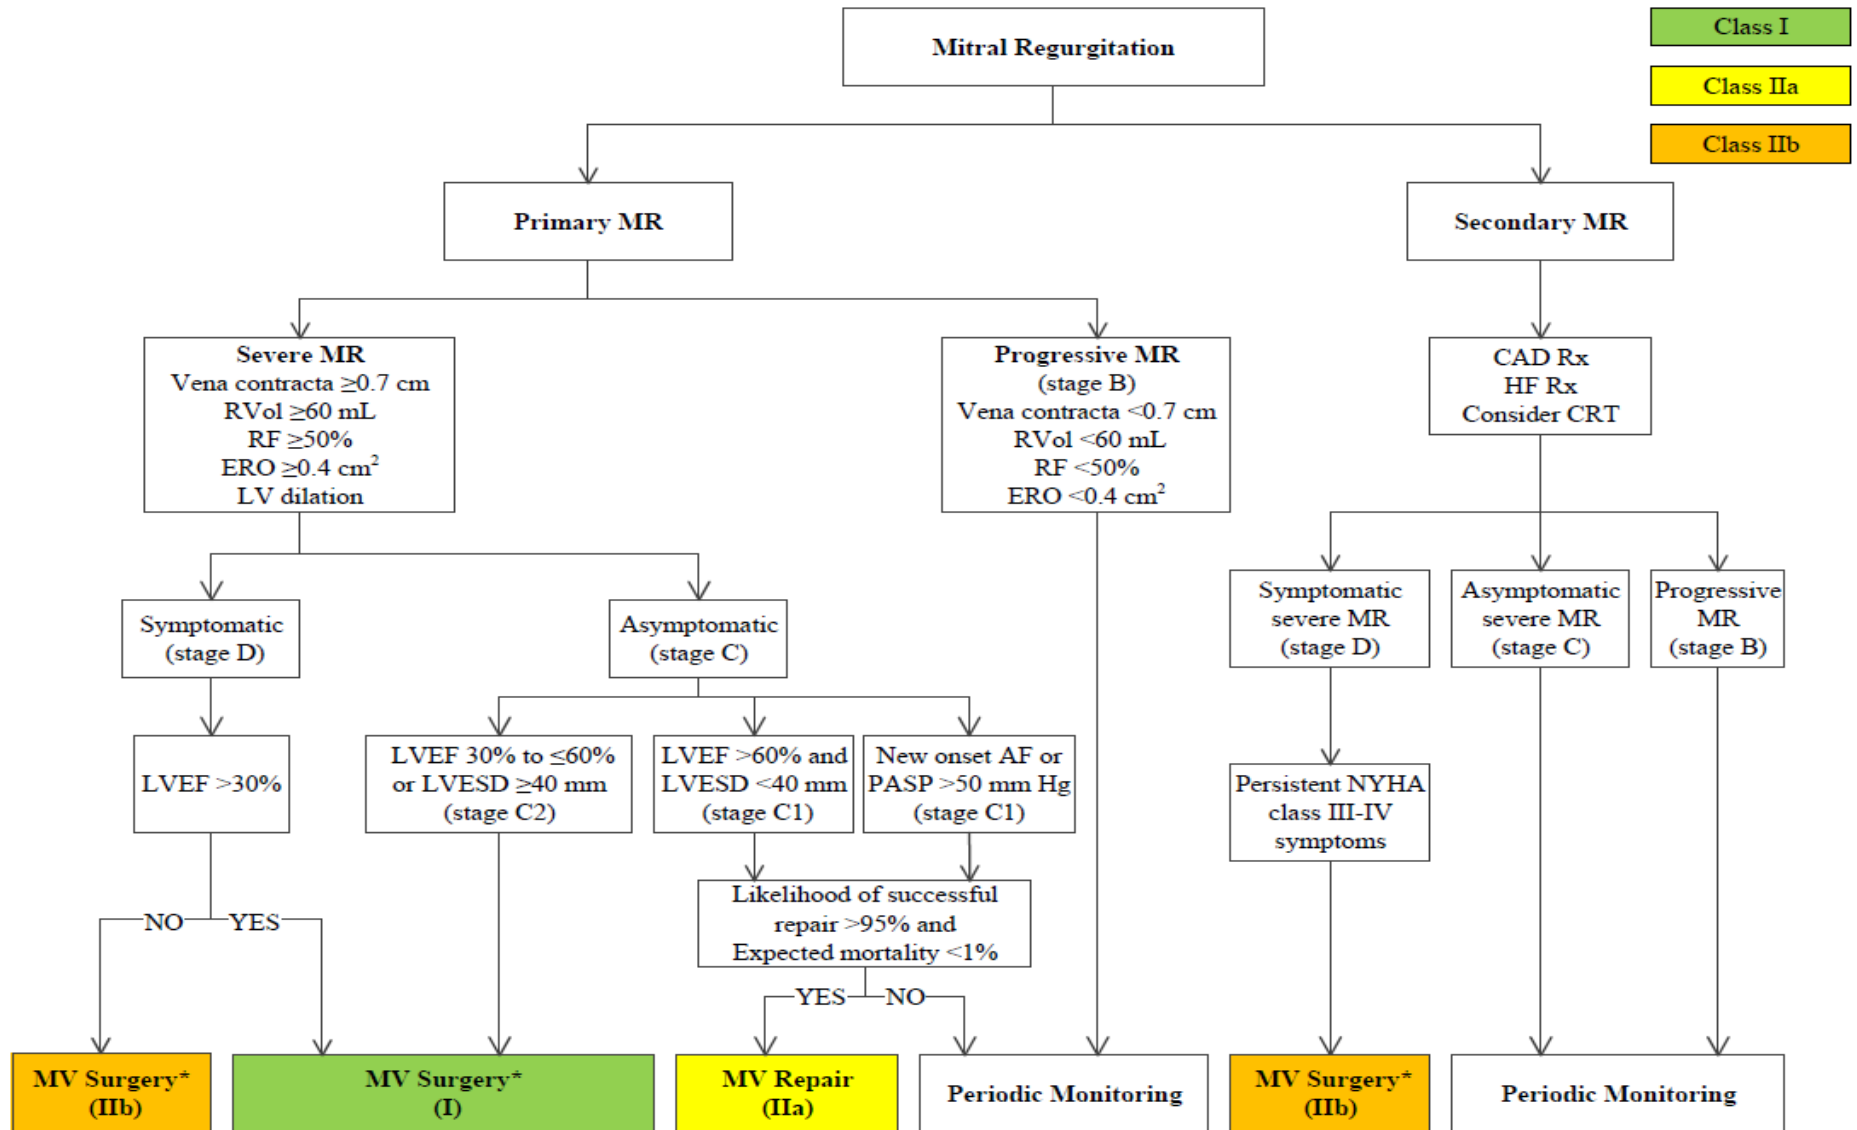 Mitral Regurgitation
Class I
Class IIa
Class IIb
Primary MR
Secondary MR
Severe MR
Vena contracta ≥0.7 cm
RVol ≥60 mL
RF ≥50%
ERO ≥0.4 cm²
LV dilation
Progressive MR
(stage B)
Vena contracta <0.7 cm
RVol <60 mL
RF <50%
ERO <0.4 cm²
CAD Rx
HF Rx
Consider CRT
Symptomatic
(stage D)
Asymptomatic
(stage C)
Symptomatic
severe MR
(stage D)
Asymptomatic
severe MR
(stage C)
Progressive
MR
(stage B)
LVEF >30%
LVEF 30% to ≤60%
or LVESD ≥40 mm
(stage C2)
LVEF >60% and
LVESD <40 mm
(stage C1)
New onset AF or
PASP >50 mm Hg
(stage C1)
Persistent NYHA
class III-IV
symptoms
Likelihood of successful
repair >95% and
Expected mortality <1%
NO
YES
YES
NO
MV Surgery*
(IIb)
MV Surgery*
(I)
MV Repair
(IIa)
Periodic Monitoring
MV Surgery*
(IIb)
Periodic Monitoring